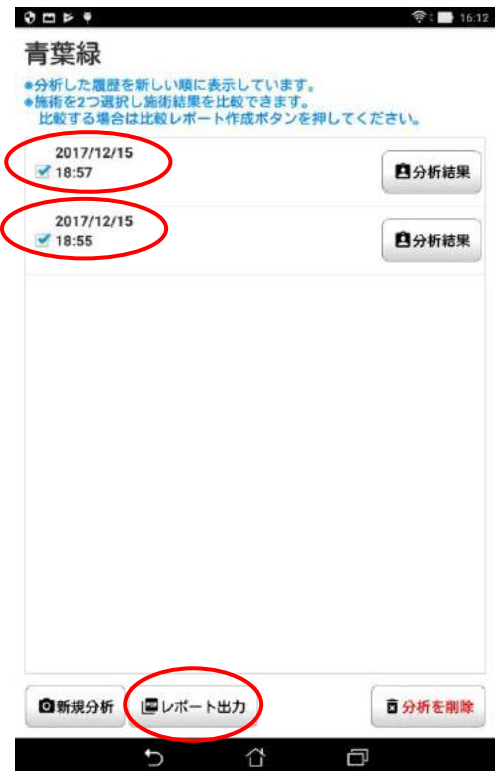 16:12
青葉緑
●分析した履歴を新しい順に表示しています。
●施術を2つ選択し施術結果を比較できます。
比較する場合は比較レポート作成ボタンを押してください。
2017/12/15
18:57
分析結果
2017/12/15
18:55
分析結果
新規分析
レポート出力
分析を削除